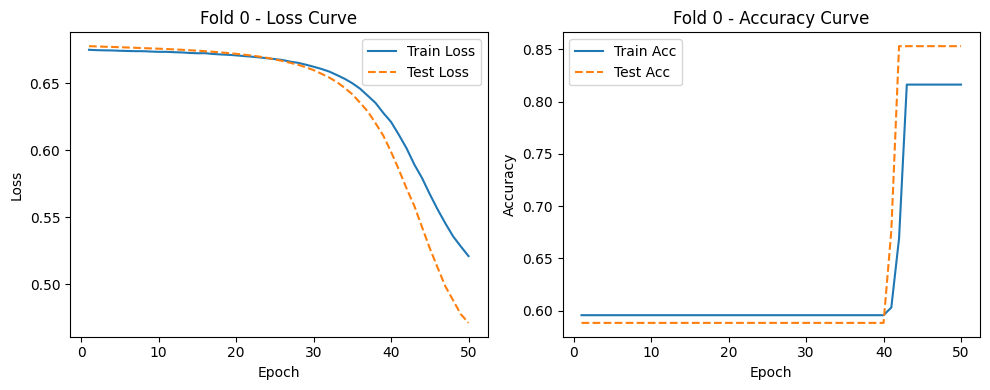 Fold 0 - Loss Curve
Train Loss
Test Loss
Loss
0.65
0.60
0.55
0.50
0 10 20 30 40 50
Epoch
Fold 0 - Accuracy Curve
Train Acc
Test Acc
Accuracy
0.85
0.80
0.75
0.70
0.65
0.60
0 10 20 30 40 50
Epoch